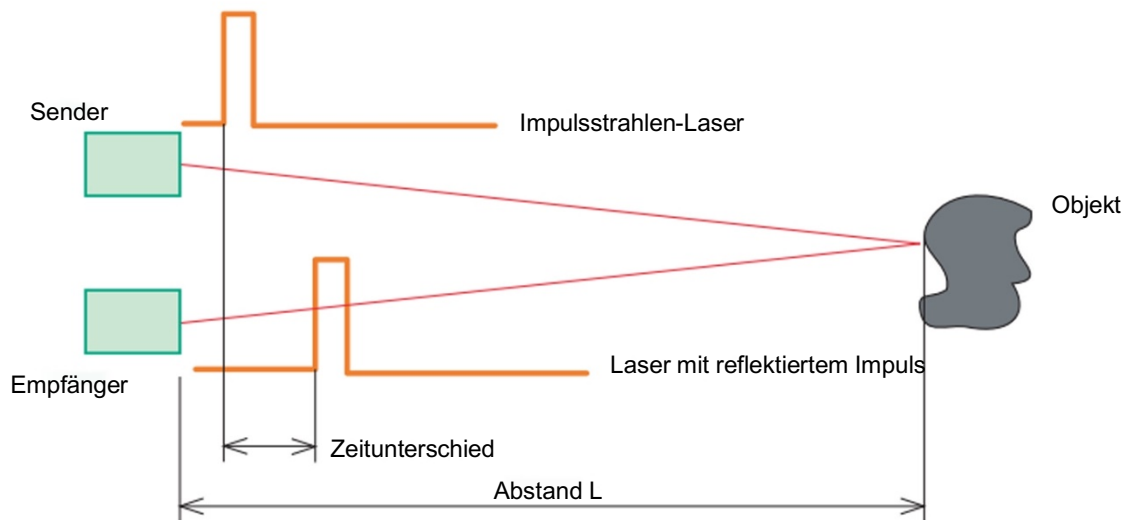 Sender
Impulsstrahlen-Laser
Objekt
Laser mit reflektiertem Impuls
Empfänger
Zeitunterschied
Abstand L